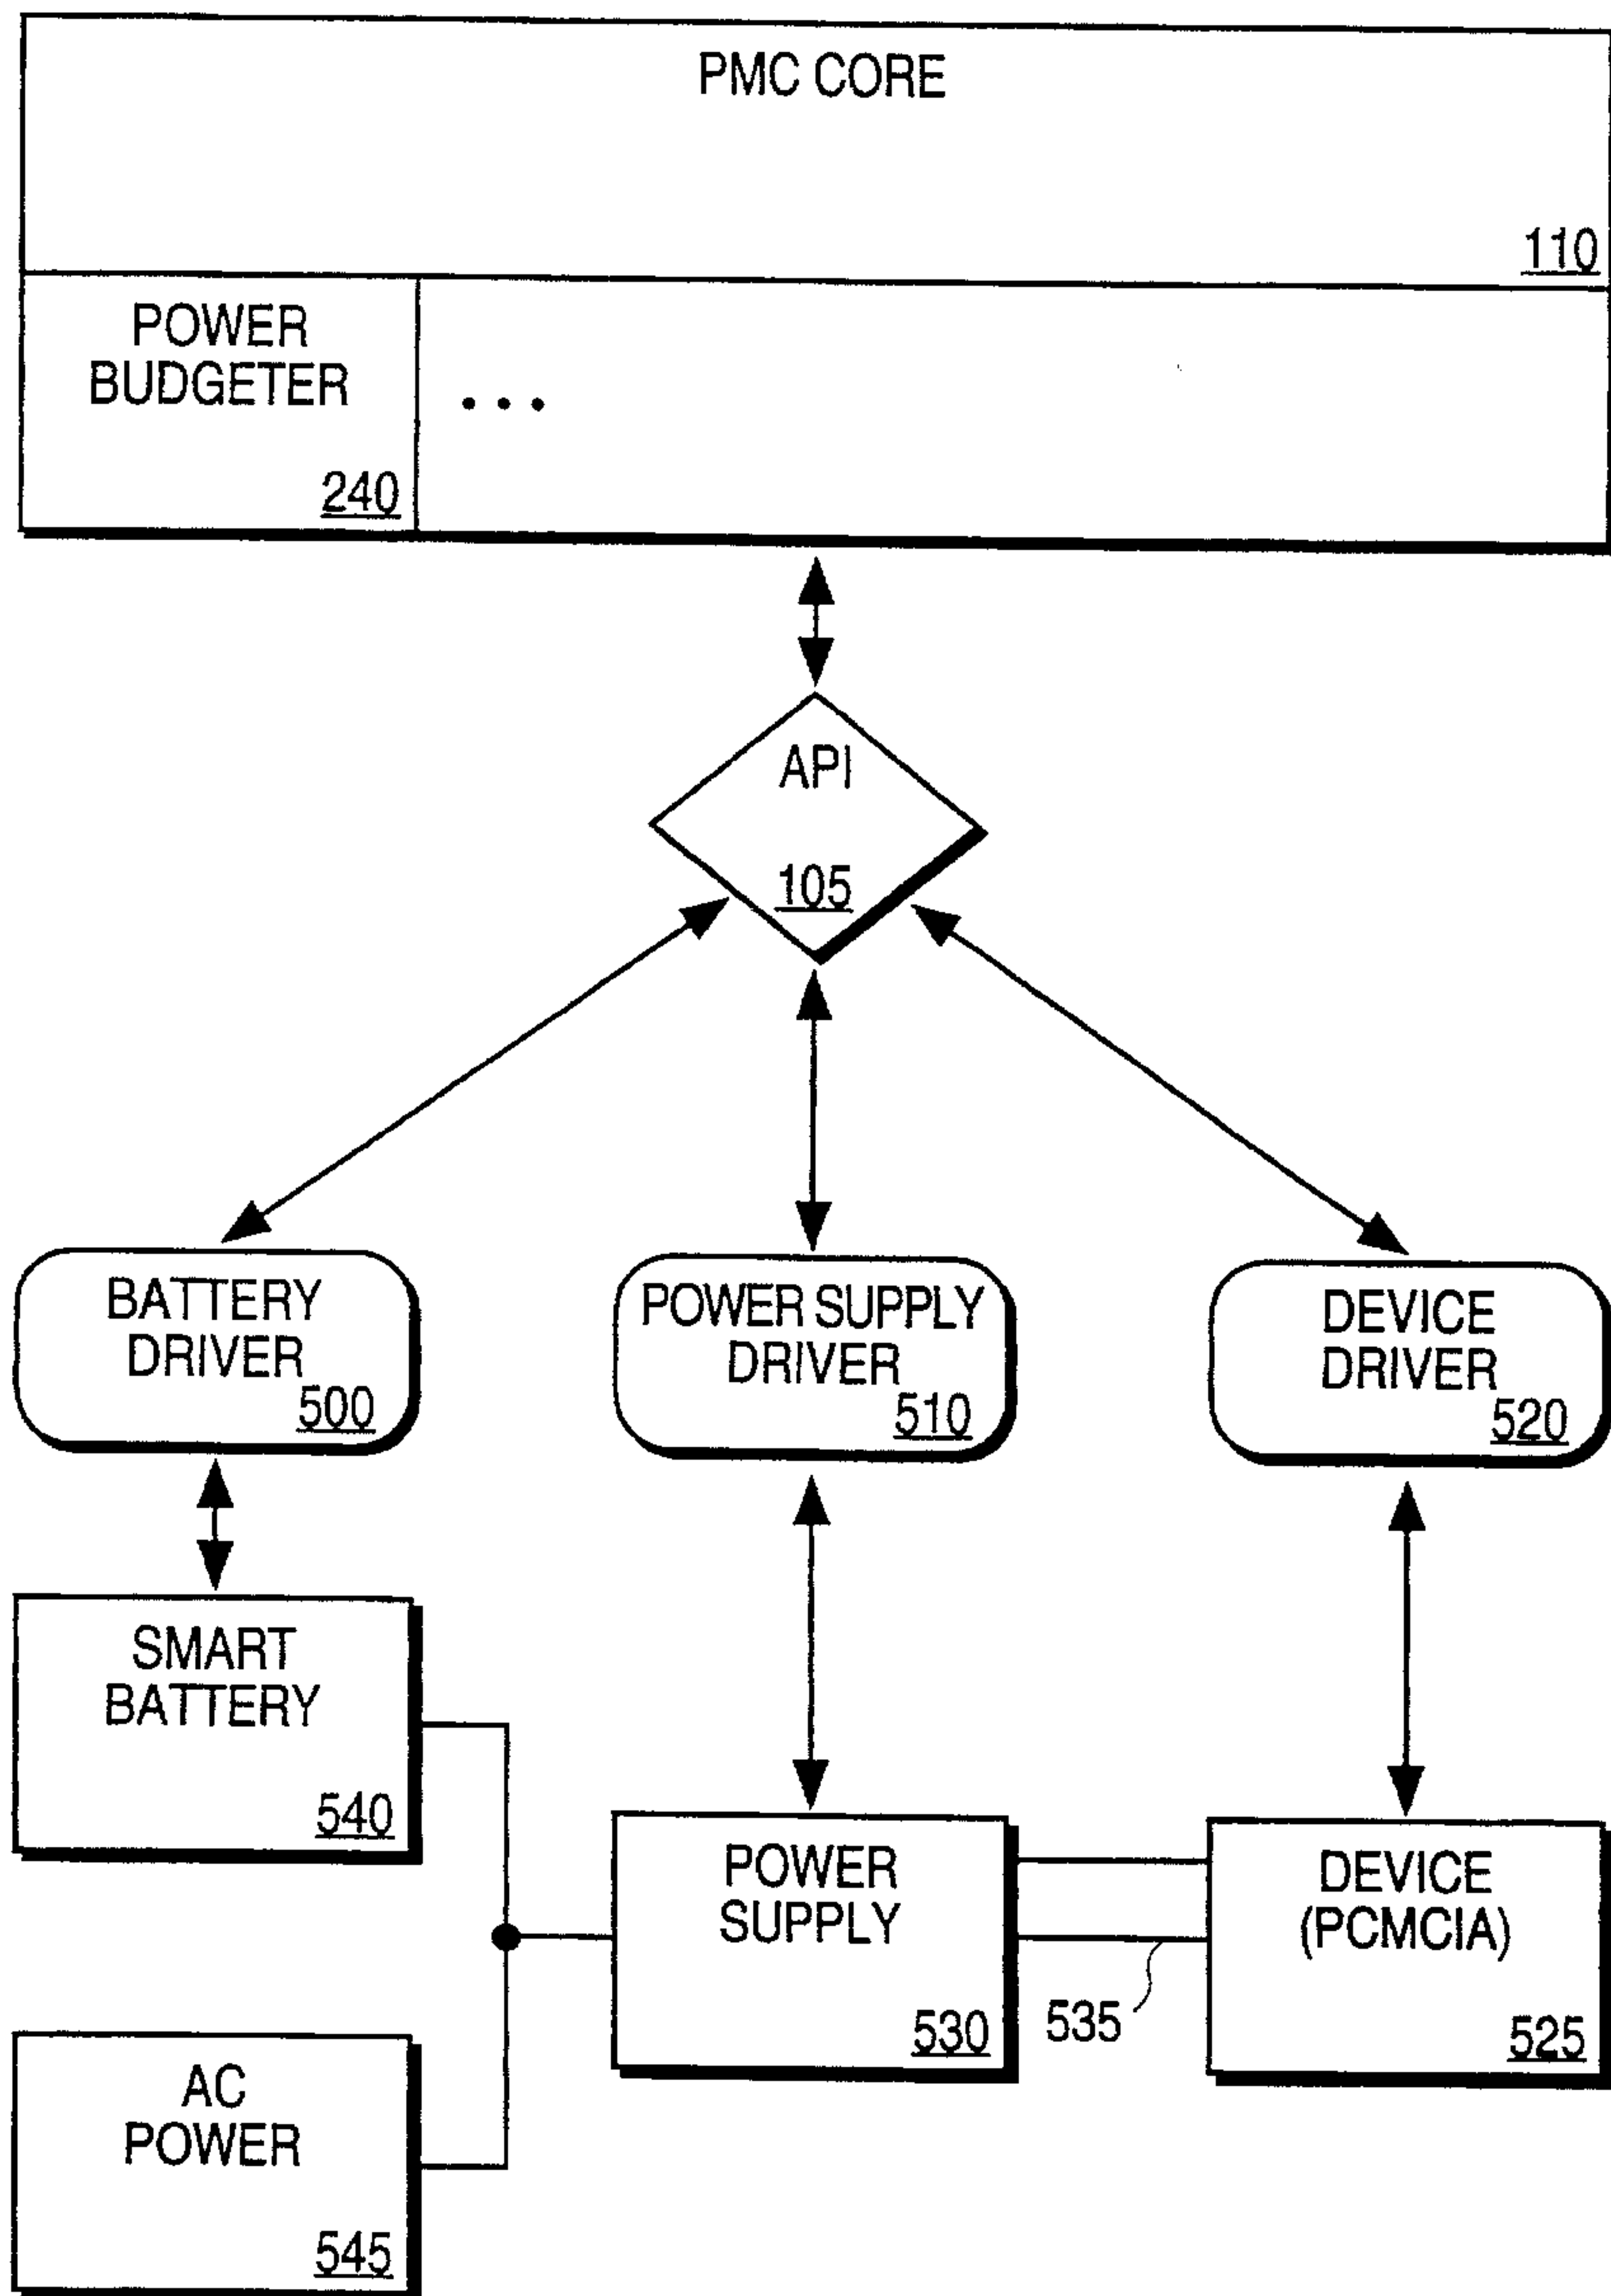 PMC CORE
110
POWER
BUDGETER
240
• • •
API
105
BATTERY
DRIVER
500
POWER SUPPLY
DRIVER
510
DEVICE
DRIVER
520
SMART
BATTERY
540
POWER
SUPPLY
530
535
DEVICE
(PCMCIA)
525
AC
POWER
545